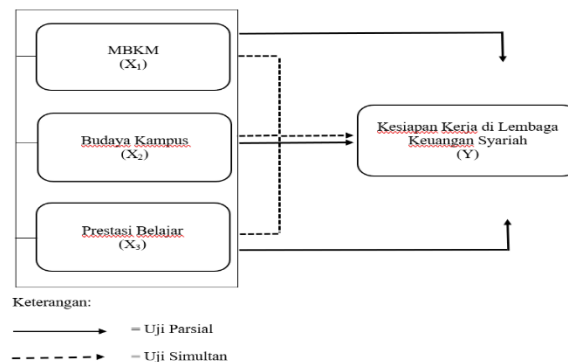 MBKM
(X₁)
Budaya Kampus
(X₂)
Prestasi Belajar
(X₃)
Kesiapan Kerja di Lembaga
Keuangan Syariah
(Y)
Keterangan:
= Uji Parsial
= Uji Simultan